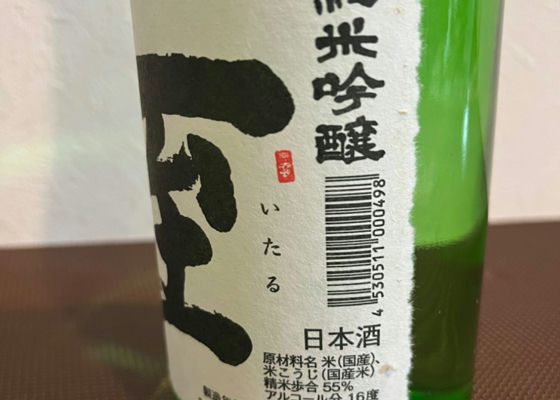 純米吟醸
至
いたる
4 530511 000498
日本酒
原材料名 米(国産)、
米こうじ(国産米)
精米歩合 55%
アルコール分 16度